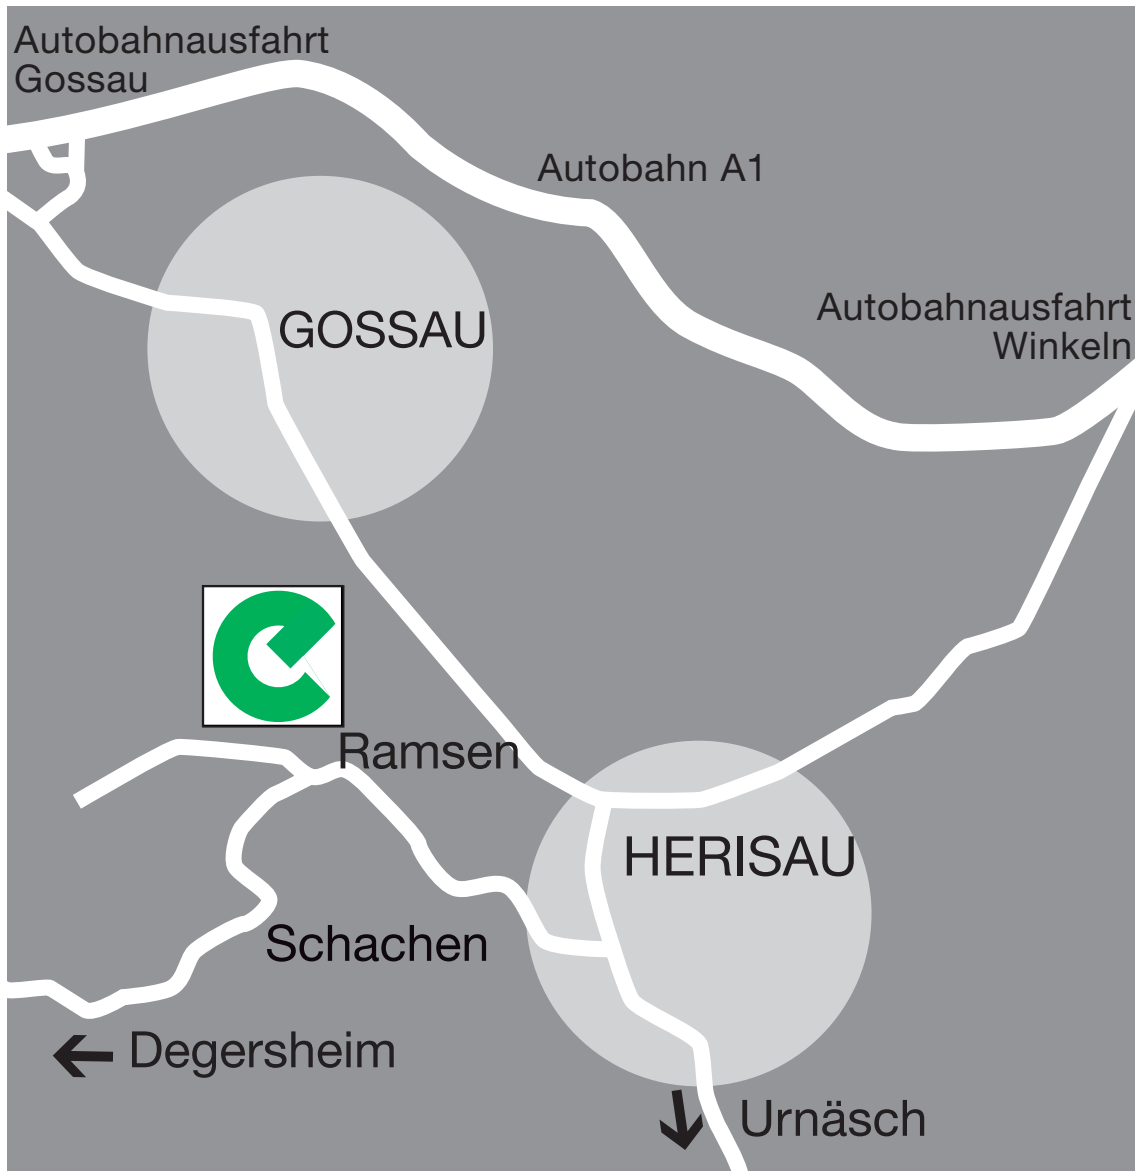 Autobahnausfahrt
Gossau
Autobahn A1
Autobahnausfahrt
Winkeln
GOSSAU
Ramsen
HERISAU
Schachen
Degersheim
Urnäsch